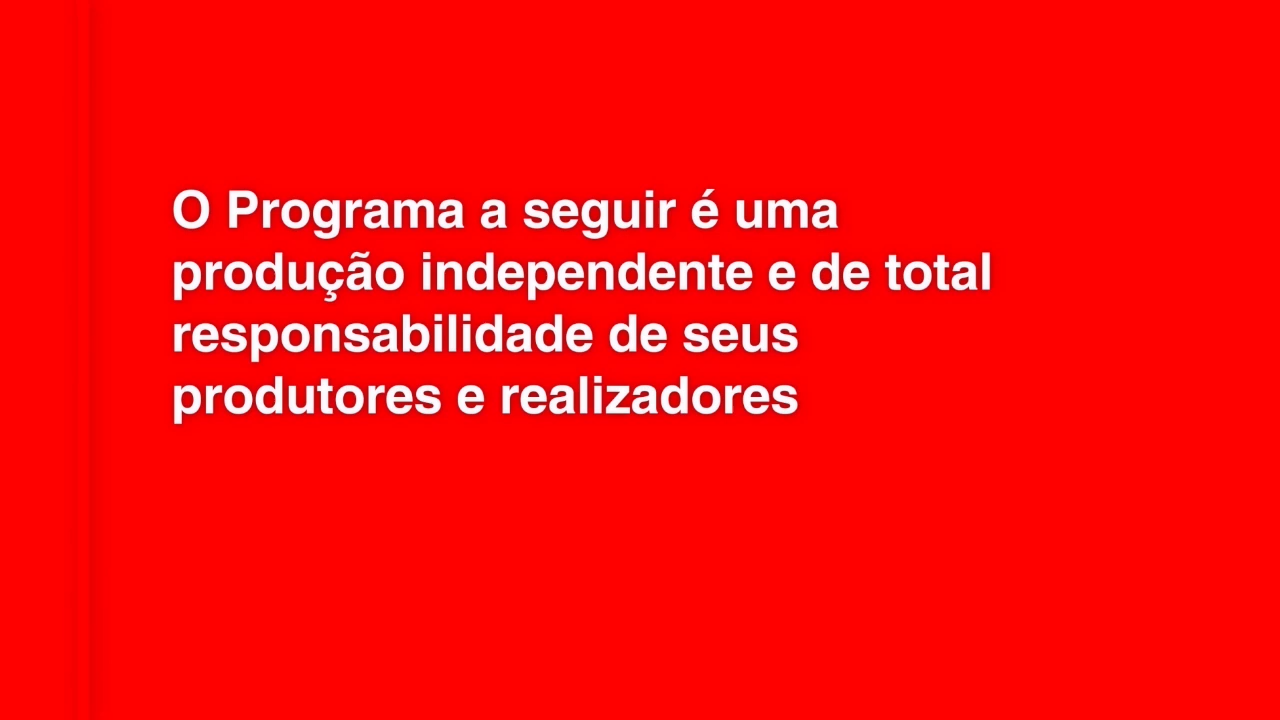 O Programa a seguir é uma
produção independente e de total
responsabilidade de seus
produtores e realizadores